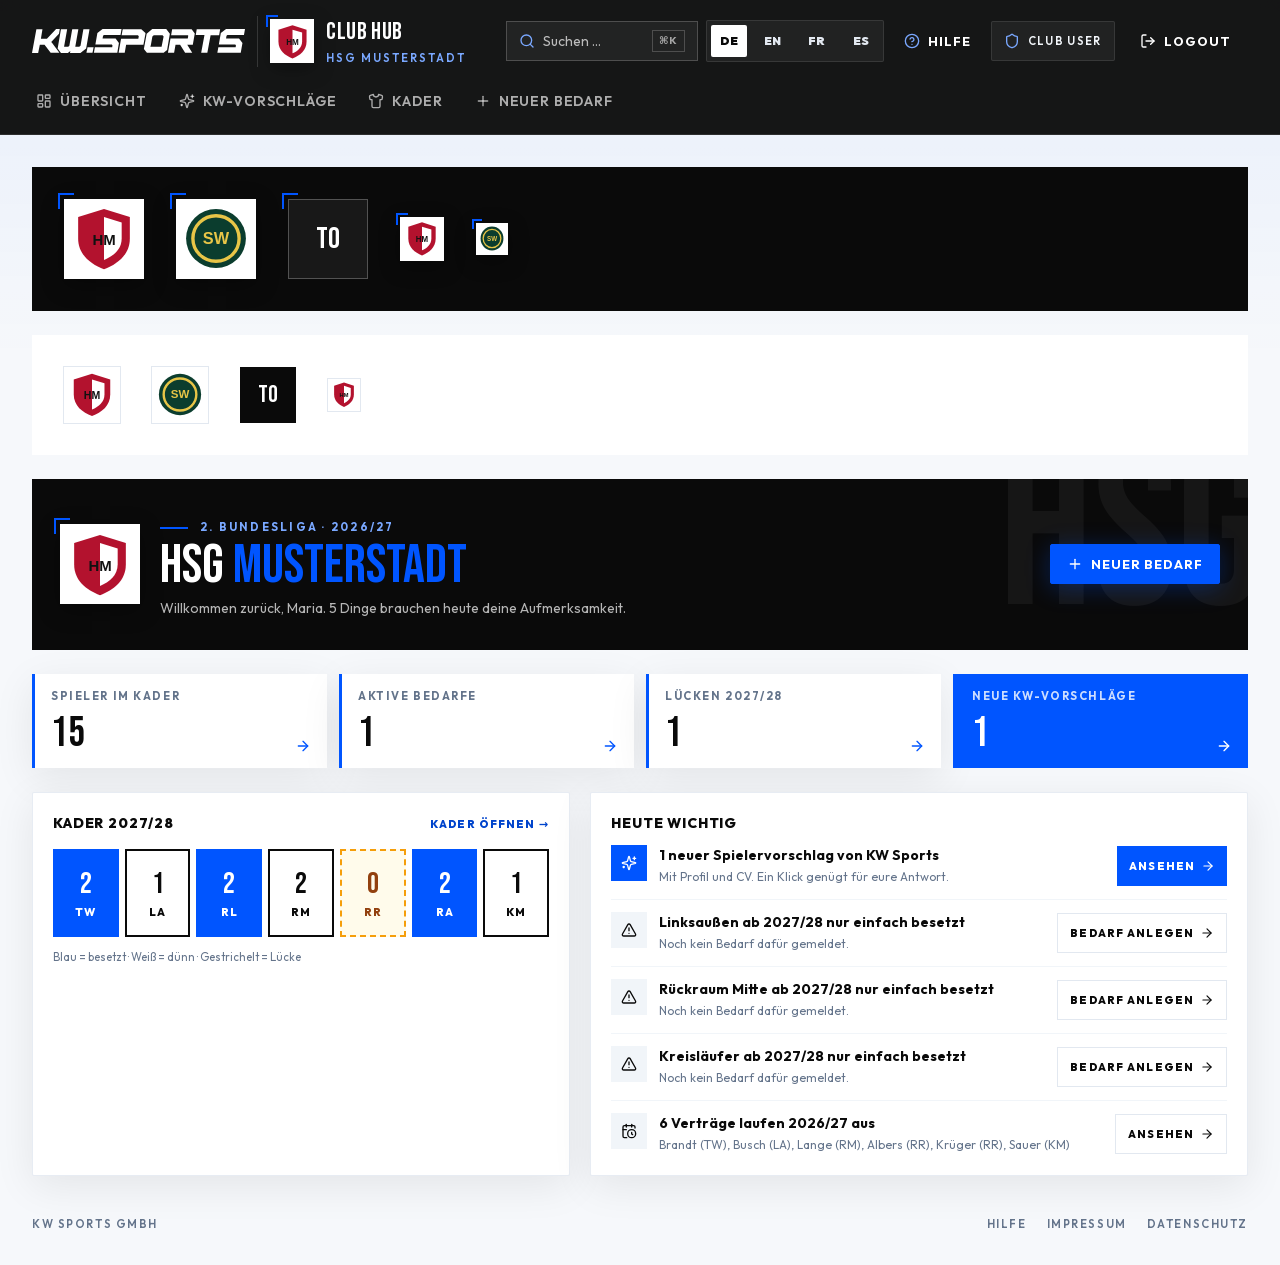 KW.SPORTS
HM
CLUB HUB
HSG MUSTERSTADT
Suchen ...
⌘K
DE EN FR ES
HILFE
CLUB USER
LOGOUT
ÜBERSICHT
KW-VORSCHLÄGE
KADER
NEUER BEDARF
HM
SW
TO
HM
SW
HM
SW
TO
HM
HSG
HM
2. BUNDESLIGA · 2026/27
HSG MUSTERSTADT
Willkommen zurück, Maria. 5 Dinge brauchen heute deine Aufmerksamkeit.
NEUER BEDARF
SPIELER IM KADER
15
AKTIVE BEDARFE
1
LÜCKEN 2027/28
1
NEUE KW-VORSCHLÄGE
1
KADER 2027/28
KADER ÖFFNEN →
2 TW
1 LA
2 RL
2 RM
0 RR
2 RA
1 KM
Blau = besetzt · Weiß = dünn · Gestrichelt = Lücke
HEUTE WICHTIG
1 neuer Spielervorschlag von KW Sports
Mit Profil und CV. Ein Klick genügt für eure Antwort.
ANSEHEN
Linksaußen ab 2027/28 nur einfach besetzt
Noch kein Bedarf dafür gemeldet.
BEDARF ANLEGEN
Rückraum Mitte ab 2027/28 nur einfach besetzt
Noch kein Bedarf dafür gemeldet.
BEDARF ANLEGEN
Kreisläufer ab 2027/28 nur einfach besetzt
Noch kein Bedarf dafür gemeldet.
BEDARF ANLEGEN
6 Verträge laufen 2026/27 aus
Brandt (TW), Busch (LA), Lange (RM), Albers (RR), Krüger (RR), Sauer (KM)
ANSEHEN
KW SPORTS GMBH
HILFE
IMPRESSUM
DATENSCHUTZ